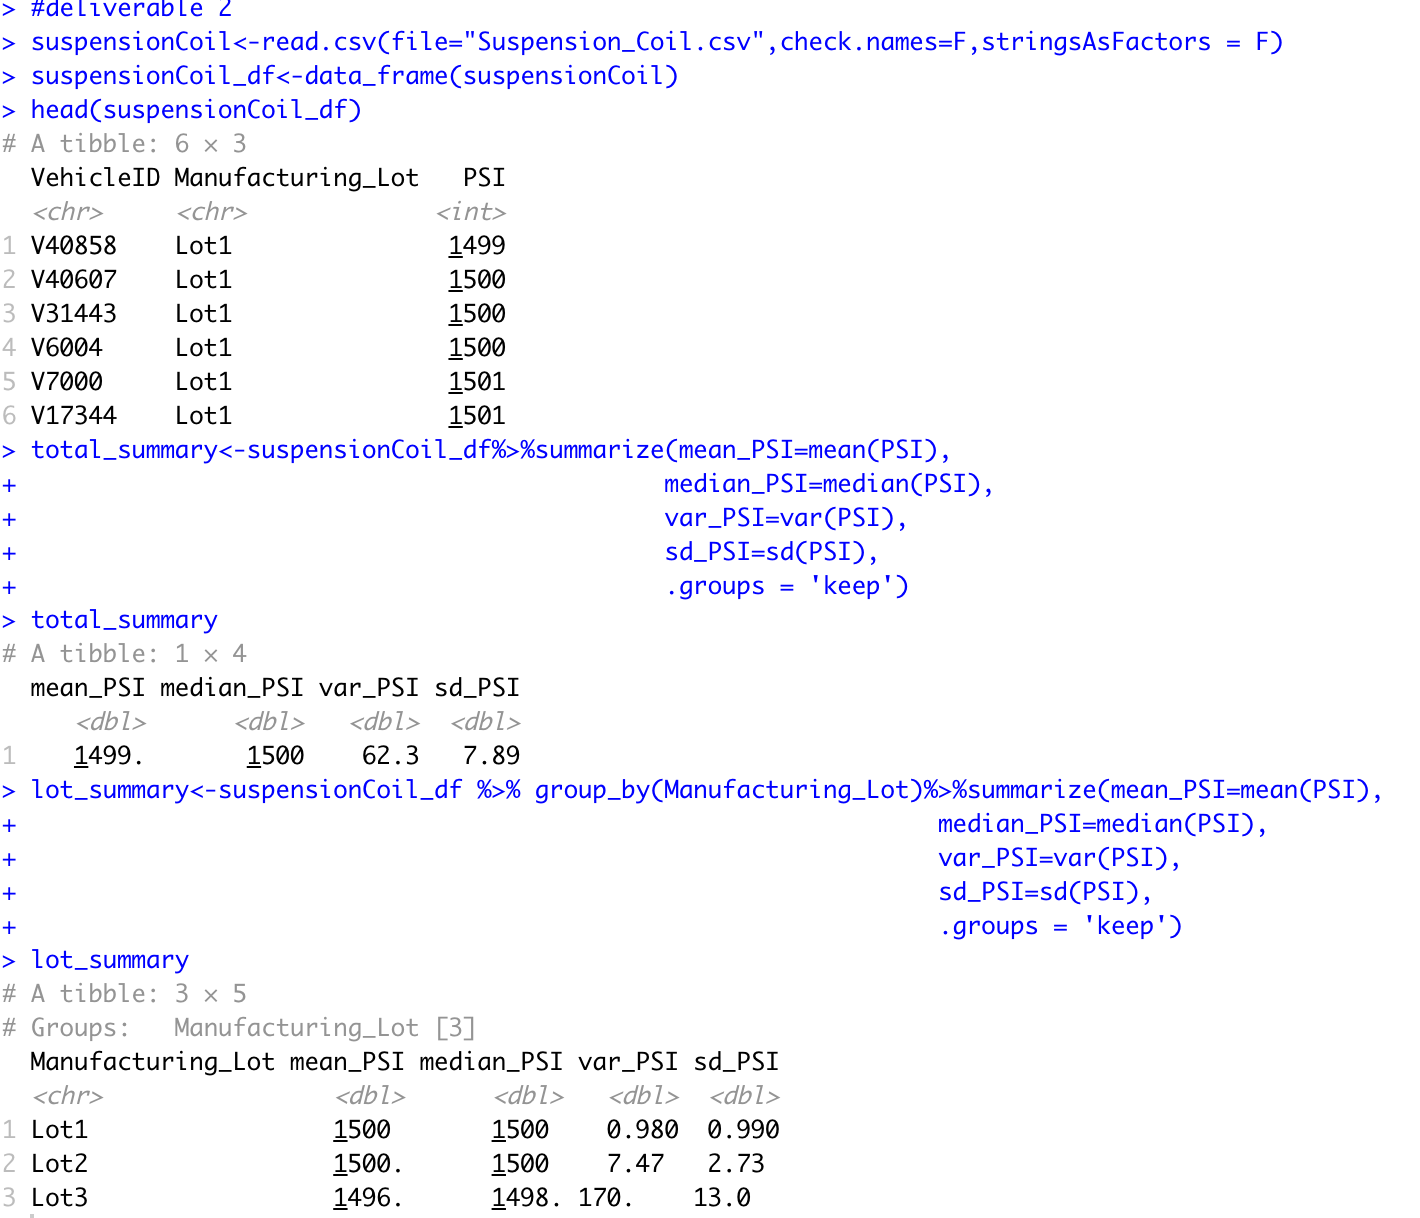 > #deliverable 2
> suspensionCoil<-read.csv(file="Suspension_Coil.csv",check.names=F,stringsAsFactors = F)
> suspensionCoil_df<-data_frame(suspensionCoil)
> head(suspensionCoil_df)
# A tibble: 6 × 3
  VehicleID Manufacturing_Lot   PSI
  <chr>     <chr>             <int>
1 V40858    Lot1               1499
2 V40607    Lot1               1500
3 V31443    Lot1               1500
4 V6004     Lot1               1500
5 V7000     Lot1               1501
6 V17344    Lot1               1501
> total_summary<-suspensionCoil_df%>%summarize(mean_PSI=mean(PSI),
+                                             median_PSI=median(PSI),
+                                             var_PSI=var(PSI),
+                                             sd_PSI=sd(PSI),
+                                             .groups = 'keep')
> total_summary
# A tibble: 1 × 4
  mean_PSI median_PSI var_PSI sd_PSI
     <dbl>      <dbl>   <dbl>  <dbl>
1    1499.       1500    62.3   7.89
> lot_summary<-suspensionCoil_df %>% group_by(Manufacturing_Lot)%>%summarize(mean_PSI=mean(PSI),
+                                                                median_PSI=median(PSI),
+                                                                var_PSI=var(PSI),
+                                                                sd_PSI=sd(PSI),
+                                                                .groups = 'keep')
> lot_summary
# A tibble: 3 × 5
# Groups:   Manufacturing_Lot [3]
  Manufacturing_Lot mean_PSI median_PSI var_PSI sd_PSI
  <chr>                <dbl>      <dbl>   <dbl>  <dbl>
1 Lot1                 1500       1500    0.980  0.990
2 Lot2                 1500.      1500    7.47   2.73
3 Lot3                 1496.      1498. 170.    13.0